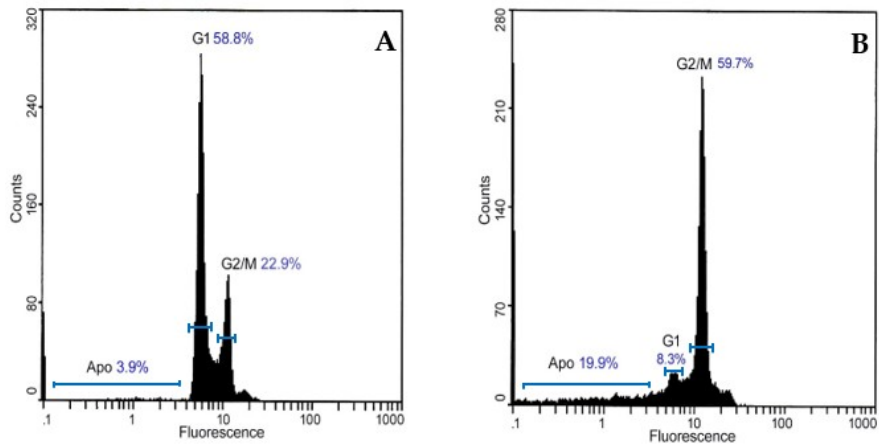 A
G1 58.8%
G2/M 22.9%
Apo 3.9%
Counts
320
240
160
80
0
.1 1 10 100 1000
Fluorescence
B
G2/M 59.7%
G1
8.3%
Apo 19.9%
Counts
280
210
140
70
0
.1 1 10 100 1000
Fluorescence